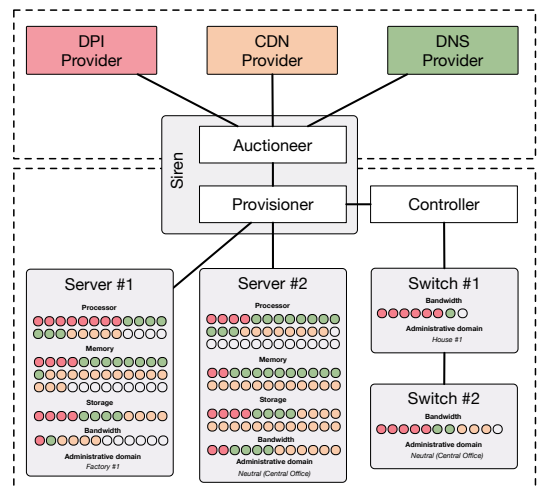 DPI
Provider
CDN
Provider
DNS
Provider
Siren
Auctioneer
Provisioner
Controller
Server #1
Processor
Memory
Storage
Bandwidth
Administrative domain
Factory #1
Server #2
Processor
Memory
Storage
Bandwidth
Administrative domain
Neutral (Central Office)
Switch #1
Bandwidth
Administrative domain
House #1
Switch #2
Bandwidth
Administrative domain
Neutral (Central Office)